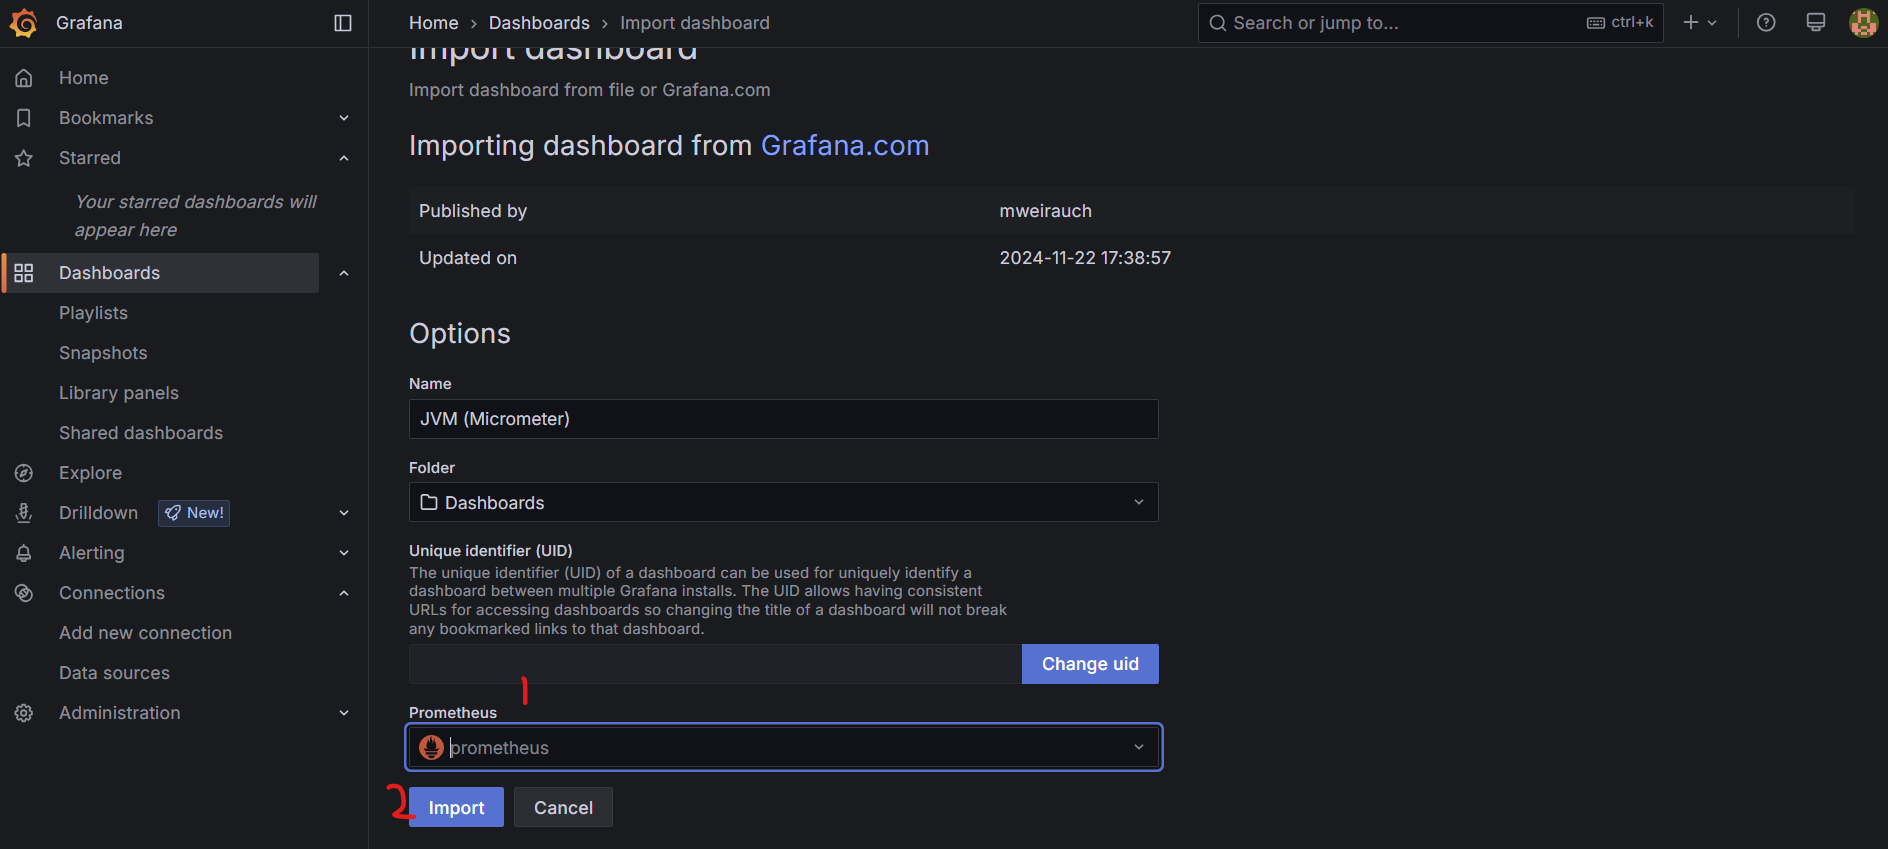 Grafana
Home › Dashboards › Import dashboard
Search or jump to...
ctrl+k
Home
Bookmarks
Starred
Your starred dashboards will
appear here
Dashboards
Playlists
Snapshots
Library panels
Shared dashboards
Explore
Drilldown
New!
Alerting
Connections
Add new connection
Data sources
Administration
Import dashboard
Import dashboard from file or Grafana.com
Importing dashboard from Grafana.com
Published by mweirauch
Updated on 2024-11-22 17:38:57
Options
Name
JVM (Micrometer)
Folder
Dashboards
Unique identifier (UID)
The unique identifier (UID) of a dashboard can be used for uniquely identify a
dashboard between multiple Grafana installs. The UID allows having consistent
URLs for accessing dashboards so changing the title of a dashboard will not break
any bookmarked links to that dashboard.
Change uid
1
Prometheus
prometheus
2
Import
Cancel